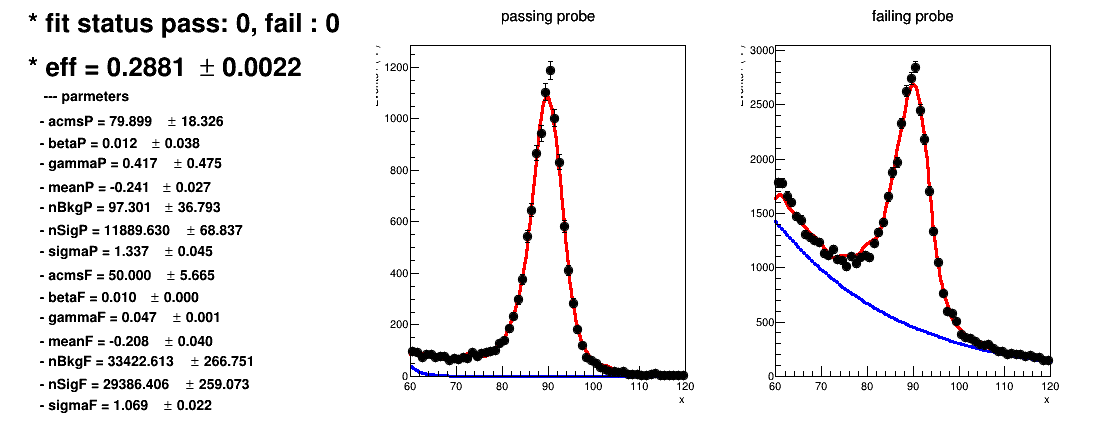 * fit status pass: 0, fail : 0
* eff = 0.2881 ± 0.0022
--- parmeters
- acmsP = 79.899 ± 18.326
- betaP = 0.012 ± 0.038
- gammaP = 0.417 ± 0.475
- meanP = -0.241 ± 0.027
- nBkgP = 97.301 ± 36.793
- nSigP = 11889.630 ± 68.837
- sigmaP = 1.337 ± 0.045
- acmsF = 50.000 ± 5.665
- betaF = 0.010 ± 0.000
- gammaF = 0.047 ± 0.001
- meanF = -0.208 ± 0.040
- nBkgF = 33422.613 ± 266.751
- nSigF = 29386.406 ± 259.073
- sigmaF = 1.069 ± 0.022
passing probe
1200
1000
800
600
400
200
0
60 70 80 90 100 110 120
x
failing probe
3000
2500
2000
1500
1000
500
0
60 70 80 90 100 110 120
x